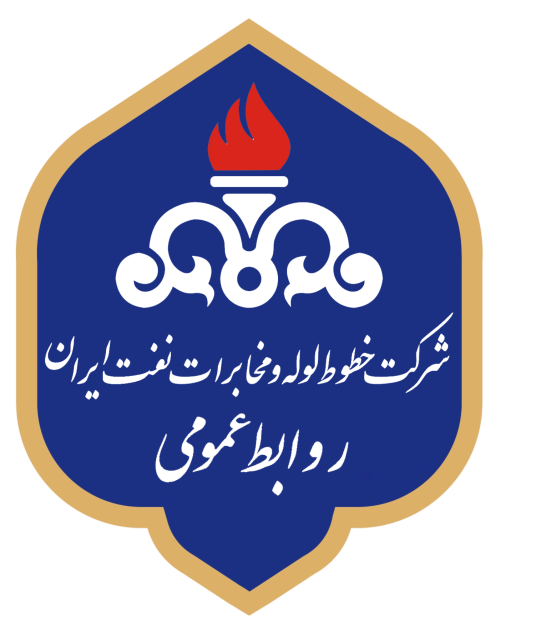 شرکت خطوط لوله و مخابرات نفت ایران
روابط عمومی